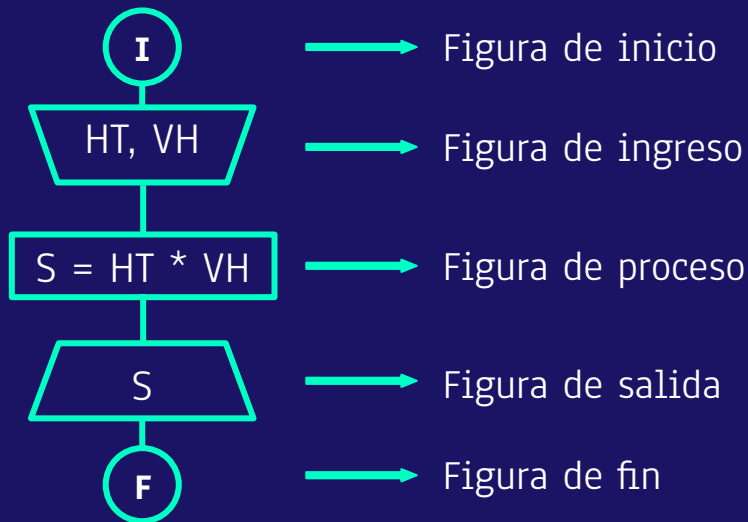 I
Figura de inicio
HT, VH
Figura de ingreso
S = HT * VH
Figura de proceso
S
Figura de salida
F
Figura de fin